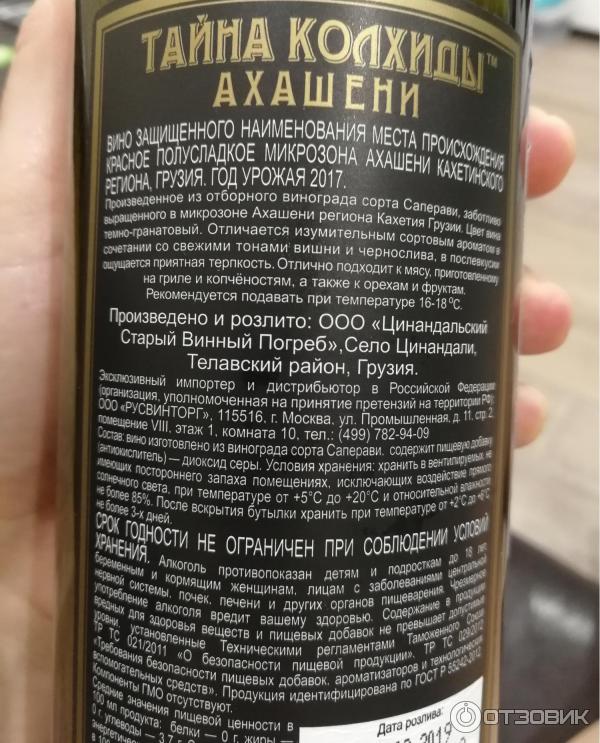 ТАЙНА КОЛХИДЫ™
АХАШЕНИ
ВИНО ЗАЩИЩЕННОГО НАИМЕНОВАНИЯ МЕСТА ПРОИСХОЖДЕНИЯ
КРАСНОЕ ПОЛУСЛАДКОЕ МИКРОЗОНА АХАШЕНИ КАХЕТИНСКОГО
РЕГИОНА, ГРУЗИЯ. ГОД УРОЖАЯ 2017.
Произведенное из отборного винограда сорта Саперави, заботливо
выращенного в микрозоне Ахашени региона Кахетия Грузии. Цвет вина
темно-гранатовый. Отличается изумительным сортовым ароматом в
сочетании со свежими тонами вишни и чернослива, в послевкусии
ощущается приятная терпкость. Отлично подходит к мясу, приготовленному
на гриле и копчёностям, а также к орехам и фруктам.
Рекомендуется подавать при температуре 16-18°С.
Произведено и розлито: ООО «Цинандальский
Старый Винный Погреб»,Село Цинандали,
Телавский район, Грузия.
Эксклюзивный импортер и дистрибьютор в Российской Федерации
(организация, уполномоченная на принятие претензий на территории РФ):
ООО «РУСВИНТОРГ», 115516, г. Москва, ул. Промышленная, д. 11, стр. 2,
помещение VIII, этаж 1, комната 10, тел.: (499) 782-94-09
Состав: вино изготовлено из винограда сорта Саперави. содержит пищевую добавку
(антиокислитель) — диоксид серы. Условия хранения: хранить в вентилируемых, не
имеющих постороннего запаха помещениях, исключающих воздействие прямого
солнечного света, при температуре от +5°С до +20°С и относительной влажности
не более 85%. После вскрытия бутылки хранить при температуре от +2°С до +6°С
не более 3-х дней.
СРОК ГОДНОСТИ НЕ ОГРАНИЧЕН ПРИ СОБЛЮДЕНИИ УСЛОВИЙ
ХРАНЕНИЯ. Алкоголь противопоказан детям и подросткам до 18 лет,
беременным и кормящим женщинам, лицам с заболеваниями центральной
нервной системы, почек, печени и других органов пищеварения. Чрезмерное
употребление алкоголя вредит вашему здоровью. Содержание в продукции
вредных для здоровья веществ и пищевых добавок не превышает допустимые
уровни, установленные Техническими регламентами Таможенного Союза
ТР ТС 021/2011 «О безопасности пищевой продукции», ТР ТС 029/2012
«Требования безопасности пищевых добавок, ароматизаторов и технологических
вспомогательных средств». Продукция идентифицирована по ГОСТ Р 55242-2012.
Компоненты ГМО отсутствуют.
Средние значения пищевой ценности в
100 мл продукта: белки — 0 г, жиры —
0 г, углеводы — 3,7 г.
Дата розлива:
2019
ОТЗОВИК